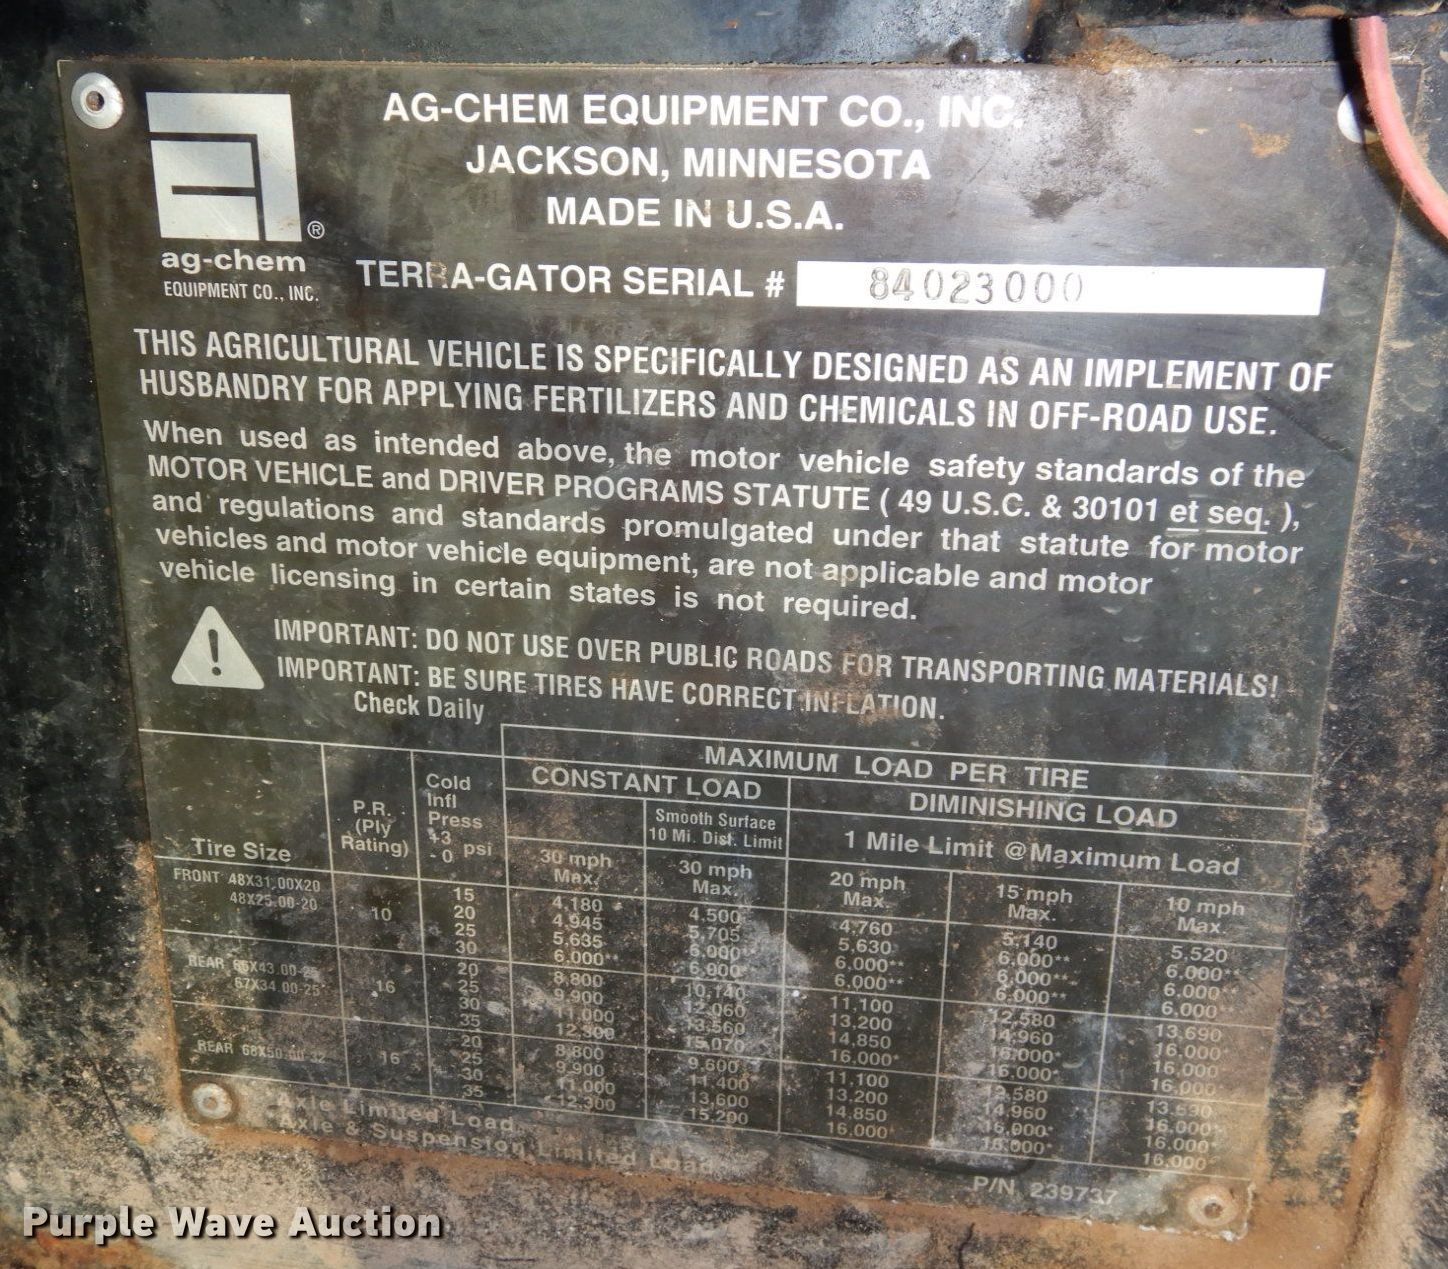 AG-CHEM EQUIPMENT CO., INC.
JACKSON, MINNESOTA
MADE IN U.S.A.
®
ag-chem
EQUIPMENT CO., INC.
TERRA-GATOR SERIAL # 84023000
THIS AGRICULTURAL VEHICLE IS SPECIFICALLY DESIGNED AS AN IMPLEMENT OF
HUSBANDRY FOR APPLYING FERTILIZERS AND CHEMICALS IN OFF-ROAD USE.
When used as intended above, the motor vehicle safety standards of the
MOTOR VEHICLE and DRIVER PROGRAMS STATUTE ( 49 U.S.C. & 30101 et seq. ),
and regulations and standards promulgated under that statute for motor
vehicles and motor vehicle equipment, are not applicable and motor
vehicle licensing in certain states is not required.
IMPORTANT: DO NOT USE OVER PUBLIC ROADS FOR TRANSPORTING MATERIALS!
IMPORTANT: BE SURE TIRES HAVE CORRECT INFLATION.
Check Daily
MAXIMUM LOAD PER TIRE
CONSTANT LOAD DIMINISHING LOAD
Tire Size
P.R.
(Ply
Rating)
Cold
Infl
Press
+3
-0 psi
Smooth Surface
10 Mi. Dist. Limit
1 Mile Limit @ Maximum Load
30 mph
Max.
30 mph
Max.
20 mph
Max.
15 mph
Max.
10 mph
Max.
FRONT 48X31.00X20
48X25.00-20
10
15 4,180 4,500 4,760 5,140 5,520
20 4,945 5,705 5,630 6,000** 6,000**
25 5,635 6,000** 6,000** 6,000** 6,000**
30 6,000** 6,000** 6,000** 6,000** 6,000**
REAR 66X43.00-25
67X34.00-25
16
20 8,800 10,140 11,100 12,580 13,690
25 9,900 12,060 13,200 14,960 16,000*
30 11,000 13,560 14,850 16,000* 16,000
35 12,300 15,070 16,000* 16,000* 16,000
REAR 68X50.00-32
16
20 8,800 9,600 11,100 12,580
25 9,900 11,400 13,200 14,960 16,000*
30 11,000 13,600 14,850 16,000* 16,000*
35 12,300 15,200 16,000* 16,000* 16,000*
Axle Limited Load
Axle & Suspension Limited Load
P/N 239737
Purple Wave Auction